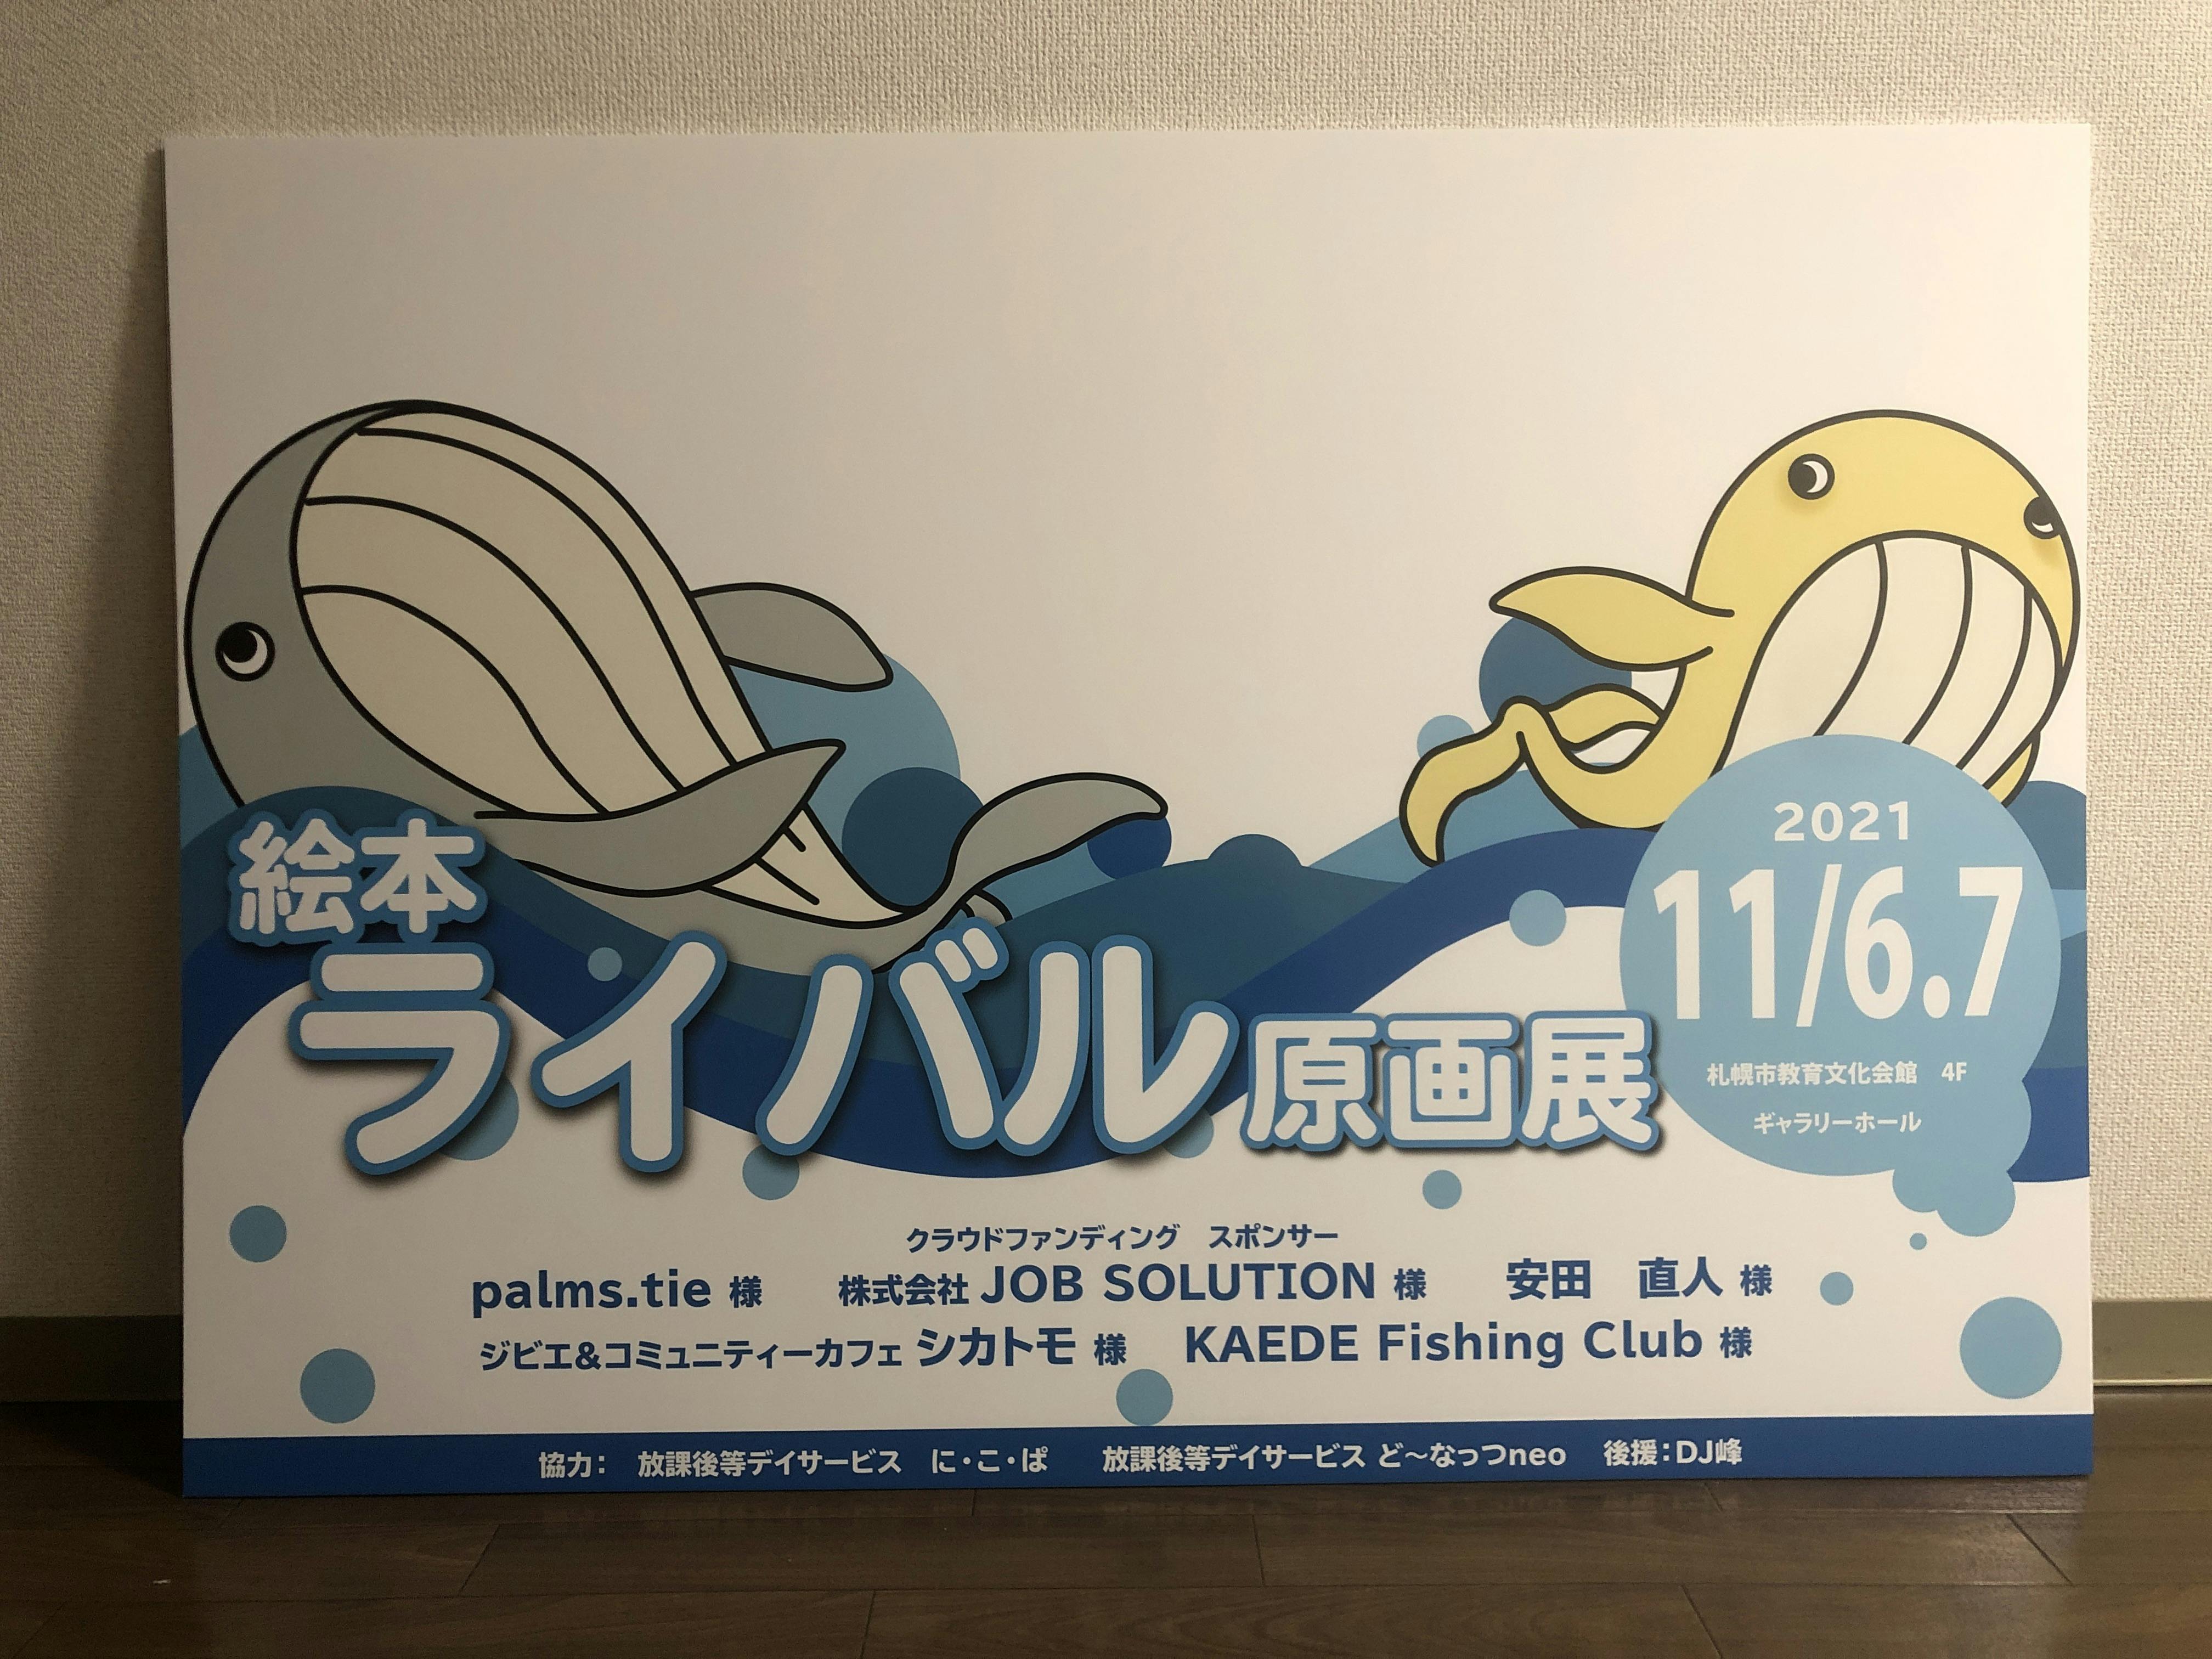 絵本
ライバル 原画展
2021
11/6.7
札幌市教育文化会館　4F
ギャラリーホール
クラウドファンディング　スポンサー
palms.tie 様　株式会社 JOB SOLUTION 様　安田　直人 様
ジビエ&コミュニティーカフェ シカトモ 様　KAEDE Fishing Club 様
協力：　放課後等デイサービス　に・こ・ぱ　放課後等デイサービス ど～なっつneo　後援：DJ峰